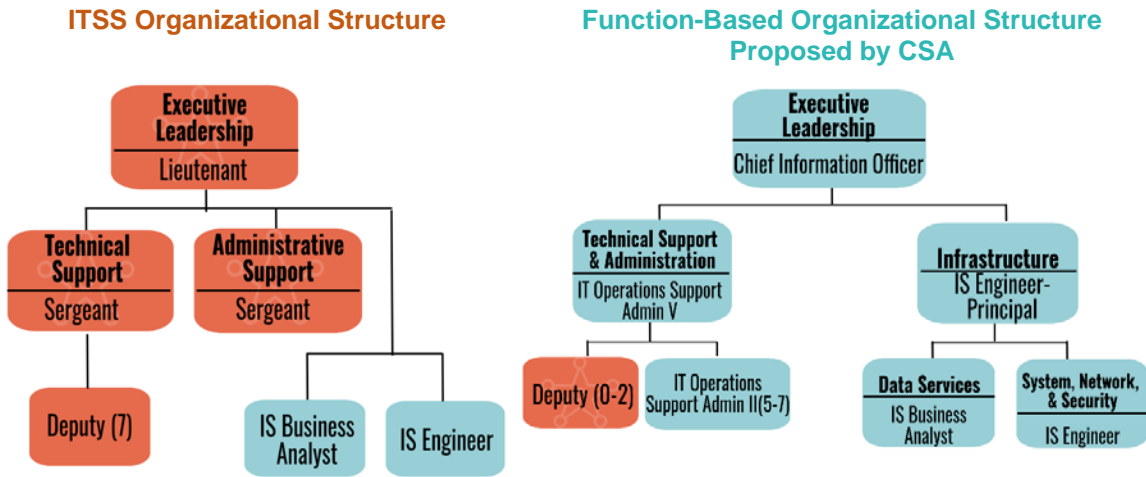 ITSS Organizational Structure
Executive
Leadership
Lieutenant
Technical
Support
Sergeant
Administrative
Support
Sergeant
Deputy (7)
IS Business
Analyst
IS Engineer
Function-Based Organizational Structure
Proposed by CSA
Executive
Leadership
Chief Information Officer
Technical Support
& Administration
IT Operations Support
Admin V
Infrastructure
IS Engineer-
Principal
Deputy (0-2)
IT Operations
Support Admin II(5-7)
Data Services
IS Business
Analyst
System, Network,
& Security
IS Engineer